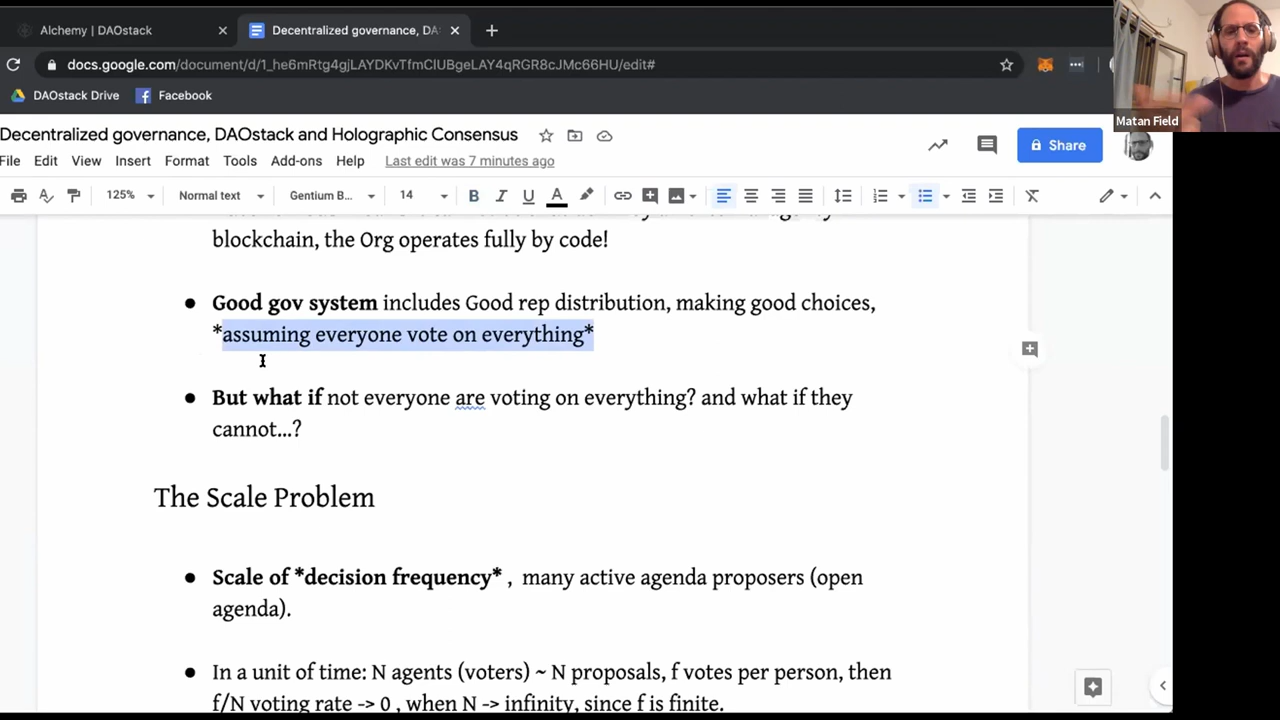 Alchemy | DAOstack
Decentralized governance, DA
docs.google.com/document/d/1_he6mRtg4gjLAYDKvTfmClUBgeLAY4qRGR8cJMc66HU/edit#
DAOstack Drive
Facebook
Matan Field
Decentralized governance, DAOstack and Holographic Consensus
File Edit View Insert Format Tools Add-ons Help Last edit was 7 minutes ago
Share
125% Normal text Gentium B... 14 B I U A
blockchain, the Org operates fully by code!
● Good gov system includes Good rep distribution, making good choices,
*assuming everyone vote on everything*
● But what if not everyone are voting on everything? and what if they
cannot...?
The Scale Problem
● Scale of *decision frequency* , many active agenda proposers (open
agenda).
● In a unit of time: N agents (voters) ~ N proposals, f votes per person, then
f/N voting rate -> 0 , when N -> infinity, since f is finite.